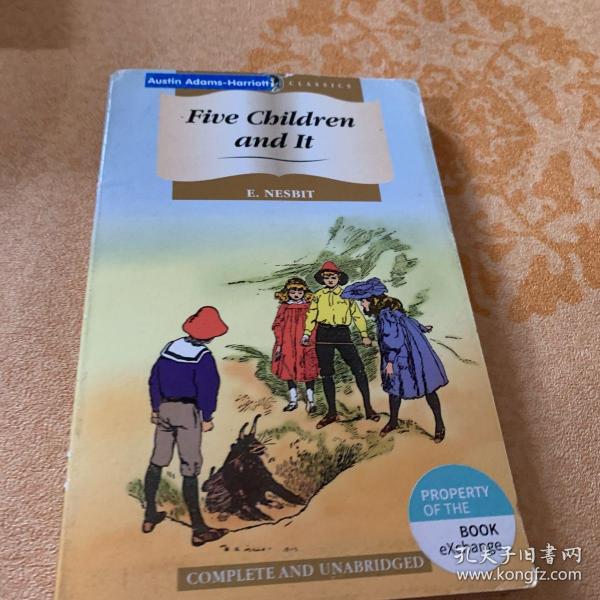 Austin Adams-Harriott CLASSICS
Five Children
and It
E. NESBIT
PROPERTY
OF THE
BOOK
eXchange
COMPLETE AND UNABRIDGED
孔夫子旧书网
www.kongfz.com